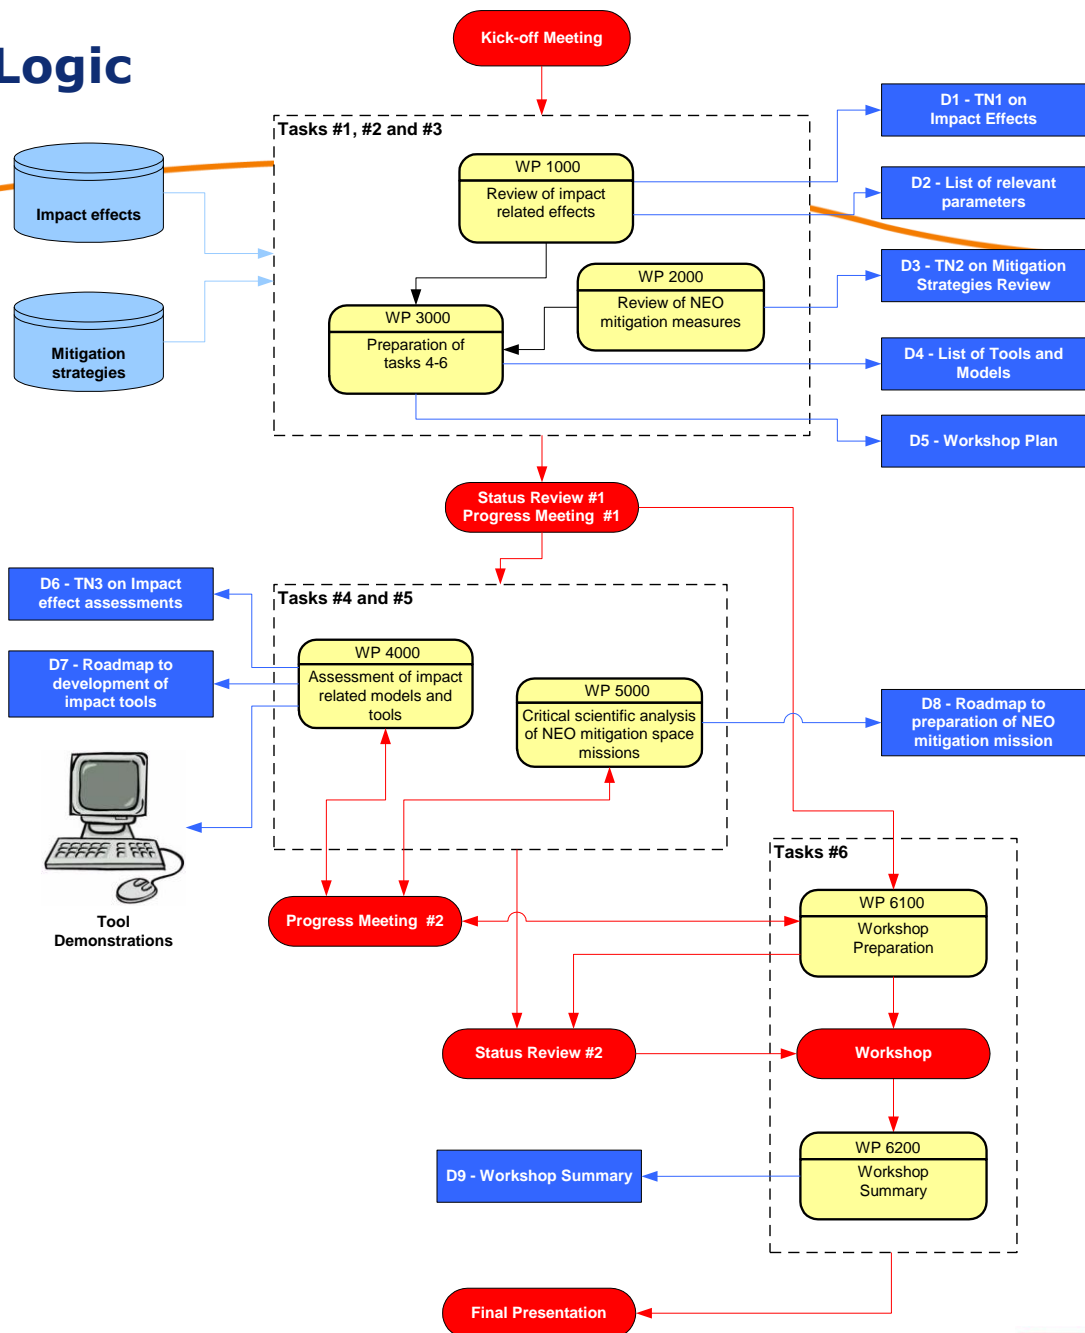 Logic
Kick-off Meeting
D1 - TN1 on
Impact Effects
Tasks #1, #2 and #3
WP 1000
Review of impact
related effects
D2 - List of relevant
parameters
Impact effects
WP 2000
Review of NEO
mitigation measures
D3 - TN2 on Mitigation
Strategies Review
WP 3000
Preparation of
tasks 4-6
Mitigation
strategies
D4 - List of Tools and
Models
D5 - Workshop Plan
Status Review #1
Progress Meeting #1
D6 - TN3 on Impact
effect assessments
Tasks #4 and #5
WP 4000
Assessment of impact
related models and
tools
D7 - Roadmap to
development of
impact tools
WP 5000
Critical scientific analysis
of NEO mitigation space
missions
D8 - Roadmap to
preparation of NEO
mitigation mission
Tool
Demonstrations
Tasks #6
Progress Meeting #2
WP 6100
Workshop
Preparation
Status Review #2
Workshop
WP 6200
Workshop
Summary
D9 - Workshop Summary
Final Presentation